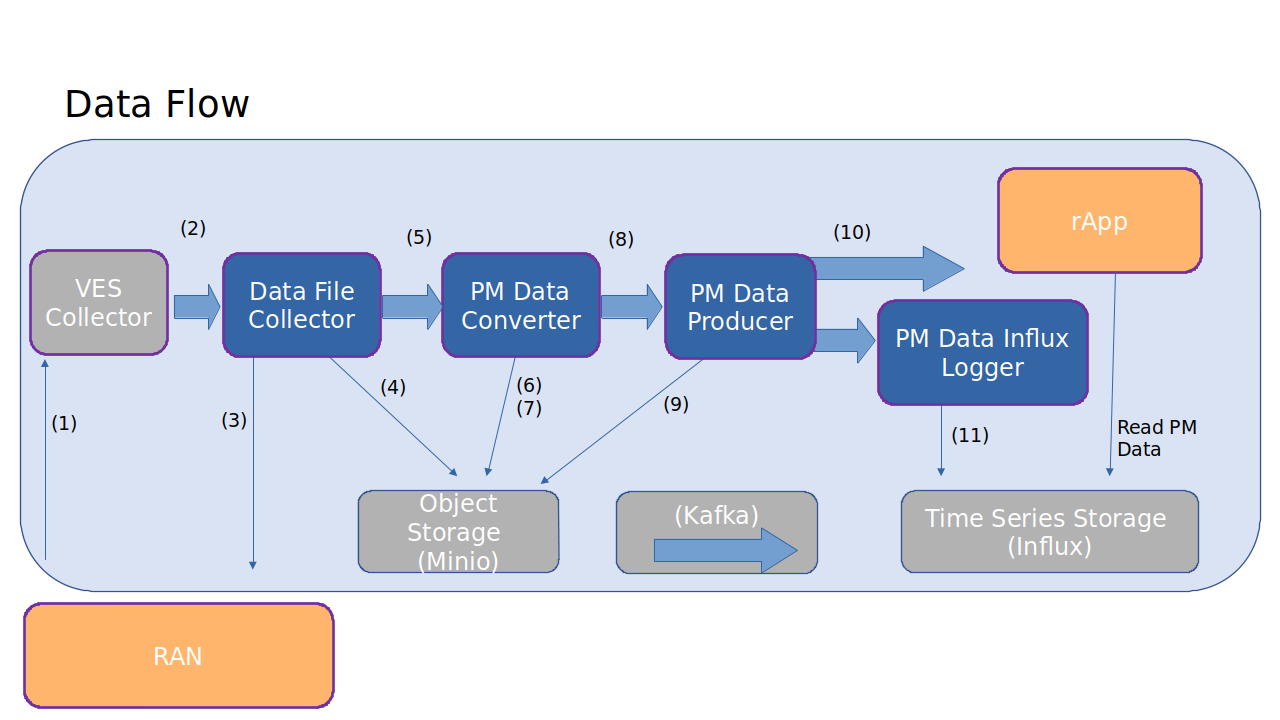 Data Flow
rApp
(2)
(5)
(8)
(10)
VES
Collector
Data File
Collector
PM Data
Converter
PM Data
Producer
PM Data Influx
Logger
(1)
(3)
(4)
(6)
(7)
(9)
(11)
Read PM
Data
Object
Storage
(Minio)
(Kafka)
Time Series Storage
(Influx)
RAN